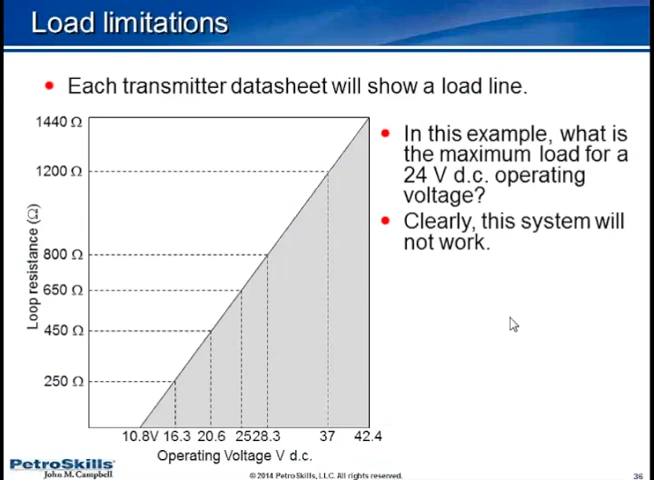 Load limitations
Each transmitter datasheet will show a load line.
1440 Ω
1200 Ω
800 Ω
650 Ω
450 Ω
250 Ω
Loop resistance (Ω)
10.8V 16.3 20.6 25 28.3 37 42.4
Operating Voltage V d.c.
In this example, what is
the maximum load for a
24 V d.c. operating
voltage?
Clearly, this system will
not work.
PetroSkills
John M. Campbell
©2014 PetroSkills, LLC. All rights reserved.
36